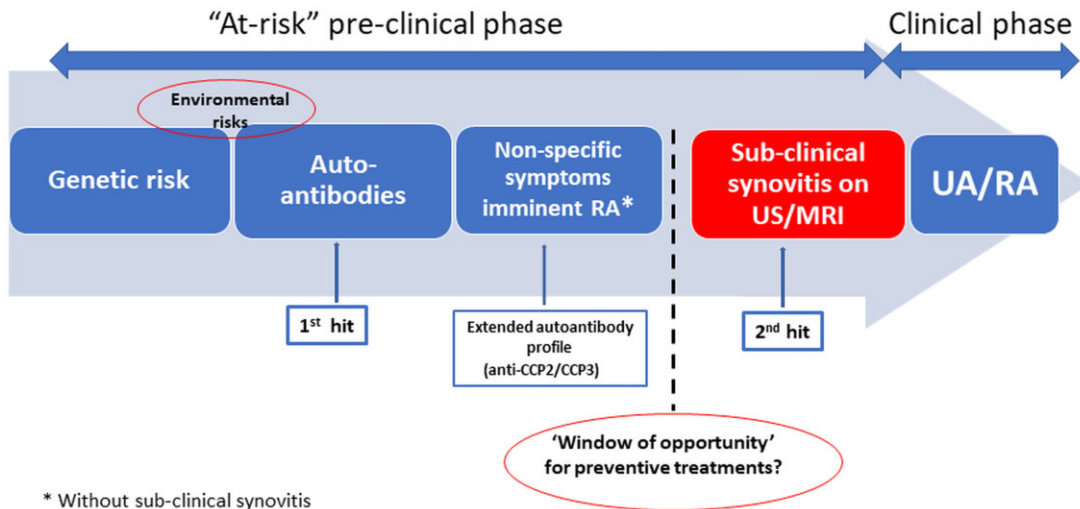 “At-risk” pre-clinical phase
Clinical phase
Environmental
risks
Genetic risk
Auto-
antibodies
Non-specific
symptoms
imminent RA*
Sub-clinical
synovitis on
US/MRI
UA/RA
1st hit
Extended autoantibody
profile
(anti-CCP2/CCP3)
2nd hit
‘Window of opportunity’
for preventive treatments?
* Without sub-clinical synovitis